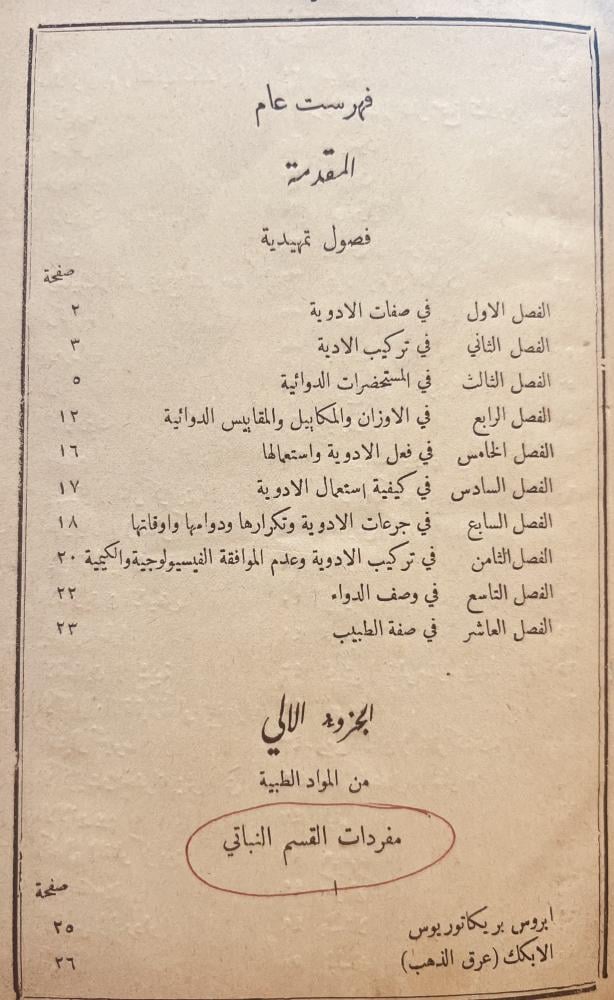 فهرست عام
المقدمة
فصول تمهيدية
صفحة
الفصل الاول في صفات الادوية ٢
الفصل الثاني في تركيب الادية ٣
الفصل الثالث في المستحضرات الدوائية ٥
الفصل الرابع في الاوزان والمكاييل والمقاييس الدوائية ١٢
الفصل الخامس في فعل الادوية واستعمالها ١٦
الفصل السادس في كيفية استعمال الادوية ١٧
الفصل السابع في جرعات الادوية وتكرارها ودوامها واوقاتها ١٨
الفصل الثامن في تركيب الادوية وعدم الموافقة الفيسيولوجية والكيمية ٢٠
الفصل التاسع في وصف الدواء ٢٢
الفصل العاشر في صفة الطبيب ٢٣
الجزوء الالي
من المواد الطبية
مفردات القسم النباتي
١
صفحة
ابروس بريكاتوريوس ٢٥
الابكك (عرق الذهب) ٢٦